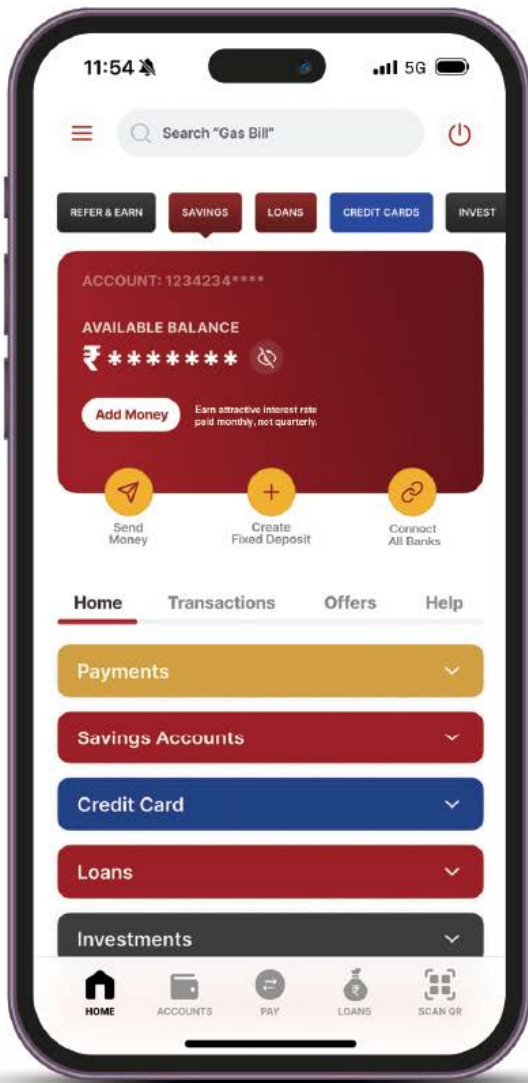 11:54
5G
Search "Gas Bill"
REFER & EARN
SAVINGS
LOANS
CREDIT CARDS
INVEST
ACCOUNT: 1234234****
AVAILABLE BALANCE
₹*******
Add Money
Earn attractive interest rate
paid monthly, not quarterly.
Send
Money
Create
Fixed Deposit
Connect
All Banks
Home
Transactions
Offers
Help
Payments
Savings Accounts
Credit Card
Loans
Investments
HOME
ACCOUNTS
PAY
LOANS
SCAN QR